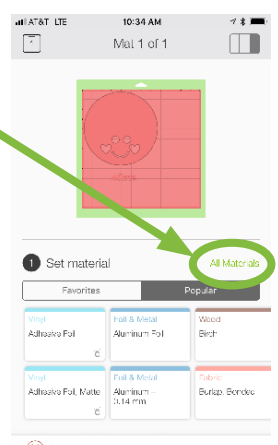 AT&T LTE 10:34 AM
Mat 1 of 1
1 Set material All Materials
Favorites Popular
Vinyl Foil & Metal Wood
Adhesive Foil Aluminum Foil Birch
Vinyl Foil & Metal Fabric
Adhesive Foil, Matte Aluminum – Burlap, Bonded
0.14 mm